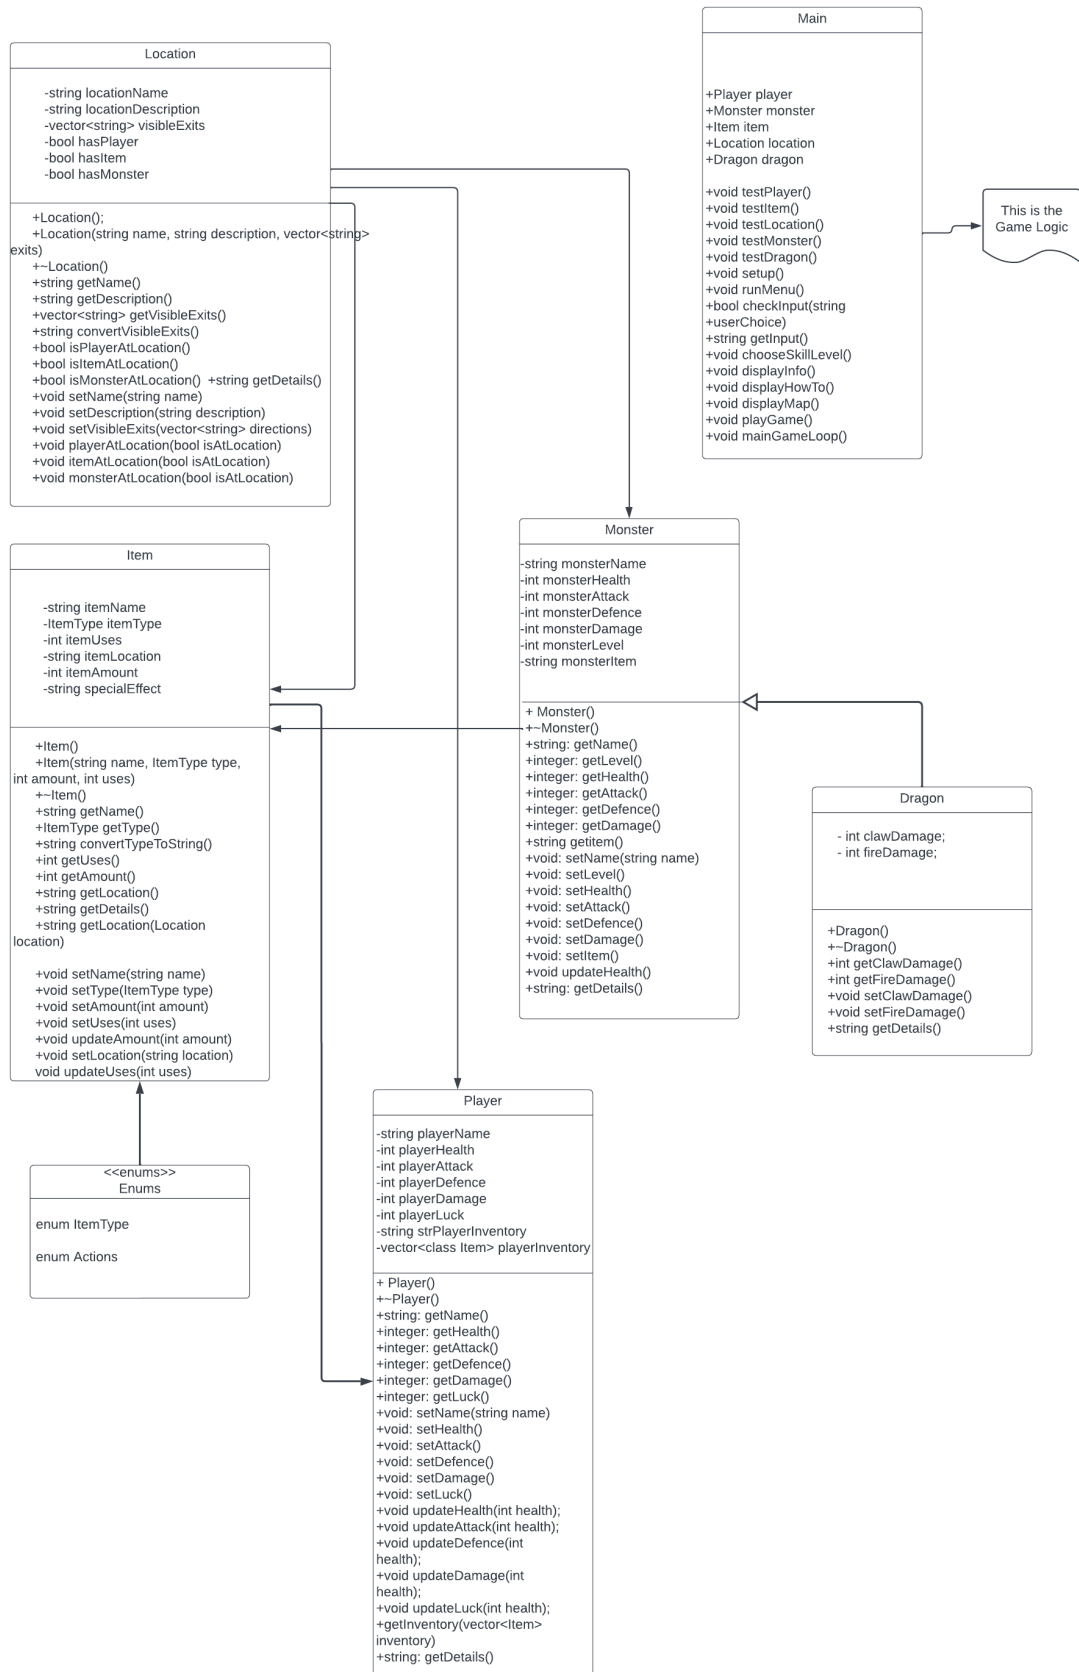 Location
-string locationName
-string locationDescription
-vector<string> visibleExits
-bool hasPlayer
-bool hasItem
-bool hasMonster
+Location();
+Location(string name, string description, vector<string>
exits)
+~Location()
+string getName()
+string getDescription()
+vector<string> getVisibleExits()
+string convertVisibleExits()
+bool isPlayerAtLocation()
+bool isItemAtLocation()
+bool isMonsterAtLocation()  +string getDetails()
+void setName(string name)
+void setDescription(string description)
+void setVisibleExits(vector<string> directions)
+void playerAtLocation(bool isAtLocation)
+void itemAtLocation(bool isAtLocation)
+void monsterAtLocation(bool isAtLocation)
Main
+Player player
+Monster monster
+Item item
+Location location
+Dragon dragon
+void testPlayer()
+void testItem()
+void testLocation()
+void testMonster()
+void testDragon()
+void setup()
+void runMenu()
+bool checkInput(string
+userChoice)
+string getInput()
+void chooseSkillLevel()
+void displayInfo()
+void displayHowTo()
+void displayMap()
+void playGame()
+void mainGameLoop()
This is the
Game Logic
Item
-string itemName
-ItemType itemType
-int itemUses
-string itemLocation
-int itemAmount
-string specialEffect
+Item()
+Item(string name, ItemType type,
int amount, int uses)
+~Item()
+string getName()
+ItemType getType()
+string convertTypeToString()
+int getUses()
+int getAmount()
+string getLocation()
+string getDetails()
+string getLocation(Location
location)
+void setName(string name)
+void setType(ItemType type)
+void setAmount(int amount)
+void setUses(int uses)
+void updateAmount(int amount)
+void setLocation(string location)
void updateUses(int uses)
Monster
-string monsterName
-int monsterHealth
-int monsterAttack
-int monsterDefence
-int monsterDamage
-int monsterLevel
-string monsterItem
+ Monster()
+~Monster()
+string: getName()
+integer: getLevel()
+integer: getHealth()
+integer: getAttack()
+integer: getDefence()
+integer: getDamage()
+string getitem()
+void: setName(string name)
+void: setLevel()
+void: setHealth()
+void: setAttack()
+void: setDefence()
+void: setDamage()
+void: setItem()
+void updateHealth()
+string: getDetails()
Dragon
- int clawDamage;
- int fireDamage;
+Dragon()
+~Dragon()
+int getClawDamage()
+int getFireDamage()
+void setClawDamage()
+void setFireDamage()
+string getDetails()
<<enums>>
Enums
enum ItemType
enum Actions
Player
-string playerName
-int playerHealth
-int playerAttack
-int playerDefence
-int playerDamage
-int playerLuck
-string strPlayerInventory
-vector<class Item> playerInventory
+ Player()
+~Player()
+string: getName()
+integer: getHealth()
+integer: getAttack()
+integer: getDefence()
+integer: getDamage()
+integer: getLuck()
+void: setName(string name)
+void: setHealth()
+void: setAttack()
+void: setDefence()
+void: setDamage()
+void: setLuck()
+void updateHealth(int health);
+void updateAttack(int health);
+void updateDefence(int
health);
+void updateDamage(int
health);
+void updateLuck(int health);
+getInventory(vector<Item>
inventory)
+string: getDetails()